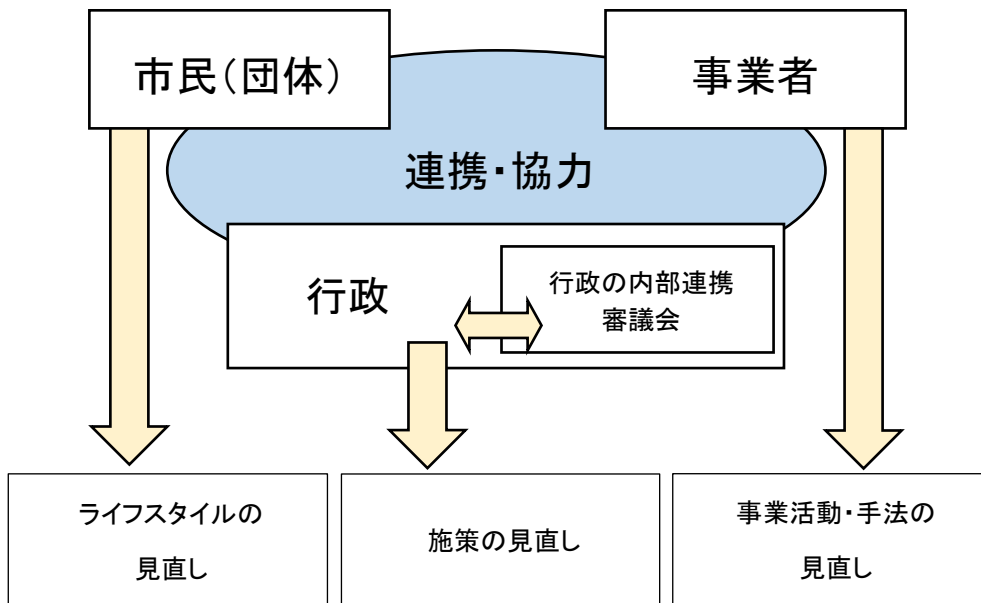 市民（団体）
事業者
連携・協力
行政
行政の内部連携
審議会
ライフスタイルの
見直し
施策の見直し
事業活動・手法の
見直し